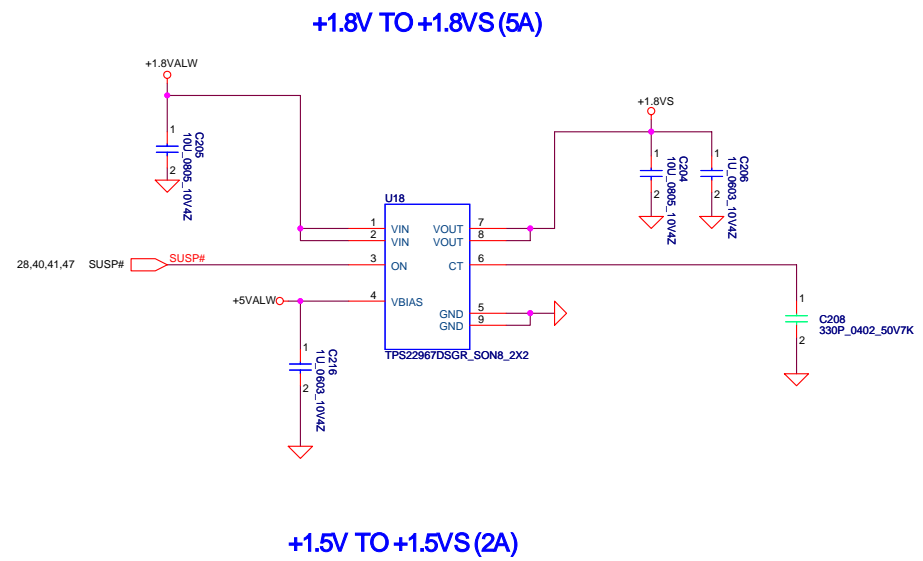 +1.8V TO +1.8VS (5A)
+1.8VALW
1
C205
10U_0805_10V4Z
2
+1.8VS
1
C204
10U_0805_10V4Z
2
1
C206
1U_0603_10V4Z
2
U18
1 VIN VOUT 7
2 VIN VOUT 8
28,40,41,47 SUSP# SUSP# 3 ON CT 6
+5VALW 4 VBIAS
GND 5
GND 9
TPS22967DSGR_SON8_2X2
1
C208
330P_0402_50V7K
2
1
C216
1U_0603_10V4Z
2
+1.5V TO +1.5VS (2A)